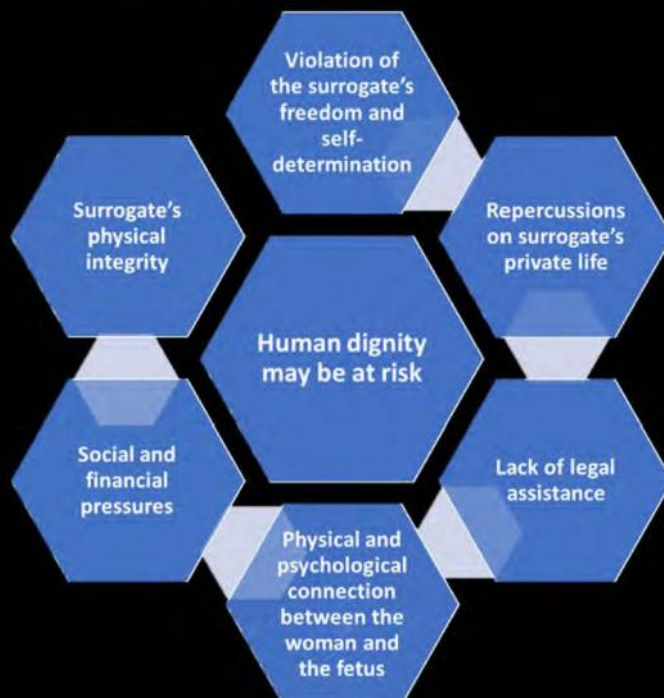 Violation of
the surrogate's
freedom and
self-
determination
Surrogate's
physical
integrity
Repercussions
on surrogate's
private life
Human dignity
may be at risk
Social and
financial
pressures
Lack of legal
assistance
Physical and
psychological
connection
between the
woman and
the fetus